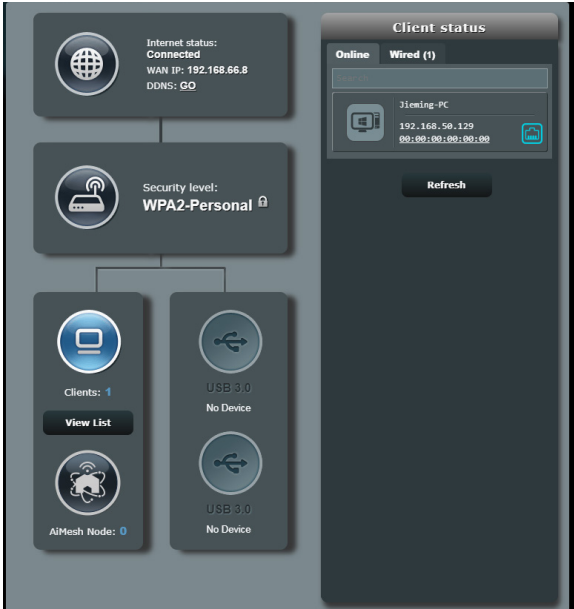 Internet status:
Connected
WAN IP: 192.168.66.8
DDNS: GO
Security level:
WPA2-Personal
Clients: 1
View List
AiMesh Node: 0
USB 3.0
No Device
USB 3.0
No Device
Client status
Online Wired (1)
Search
Jieming-PC
192.168.50.129
00:00:00:00:00:00
Refresh